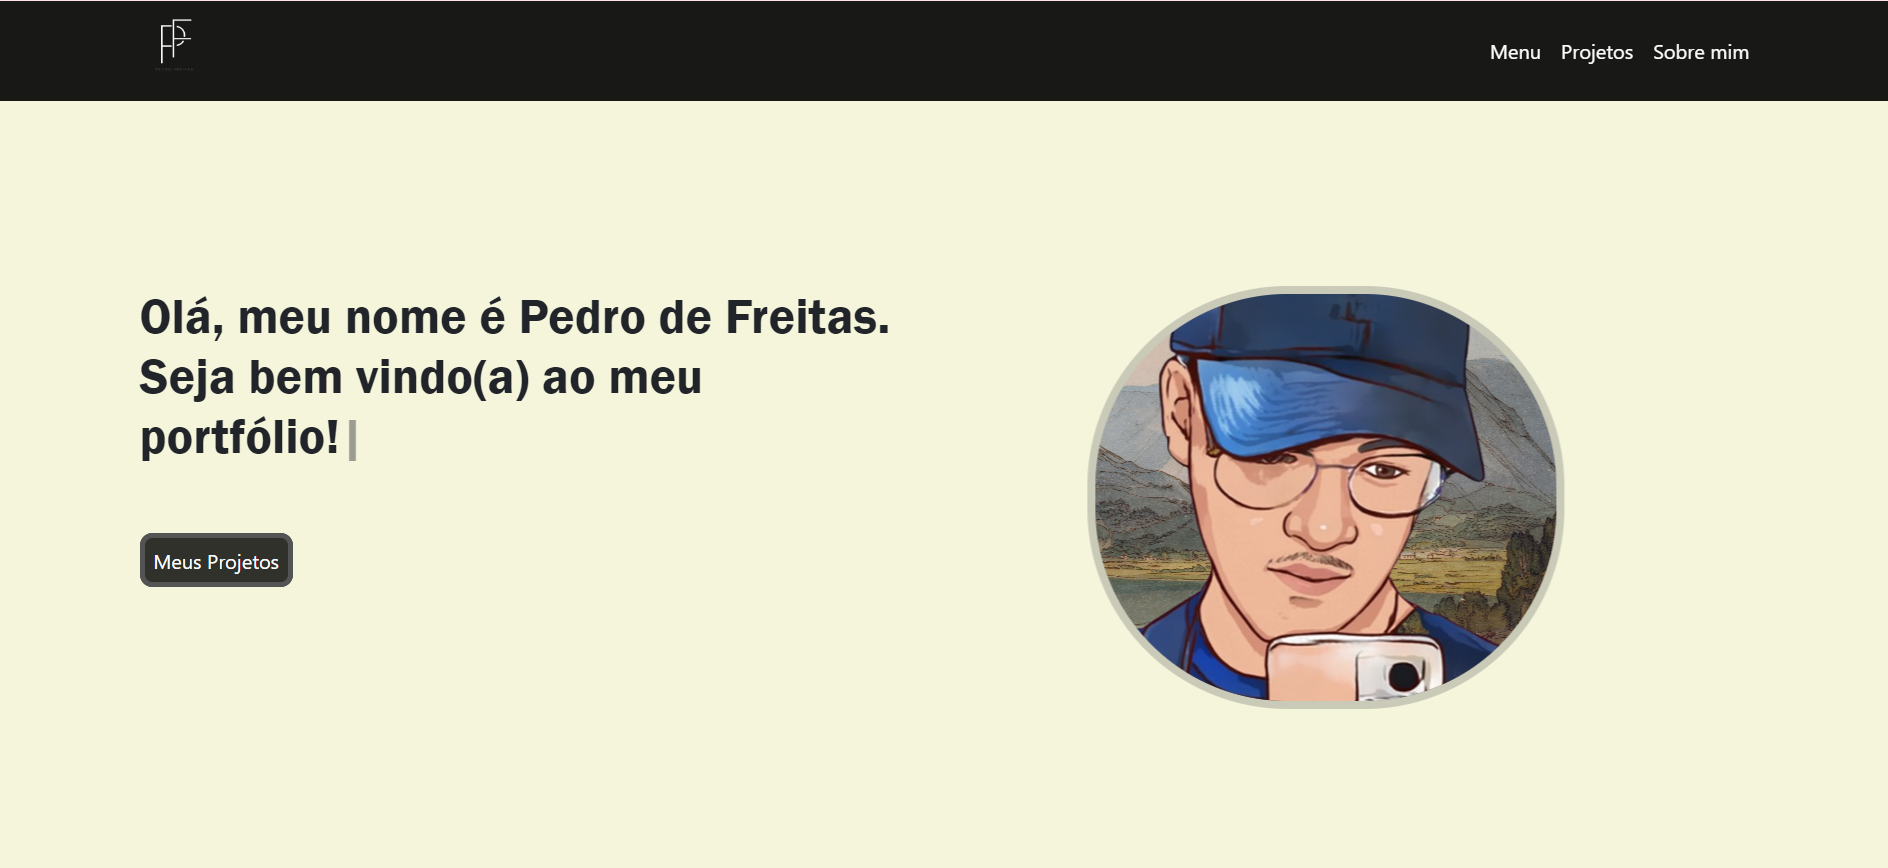 Menu Projetos Sobre mim
Olá, meu nome é Pedro de Freitas.
Seja bem vindo(a) ao meu
portfólio!|
Meus Projetos